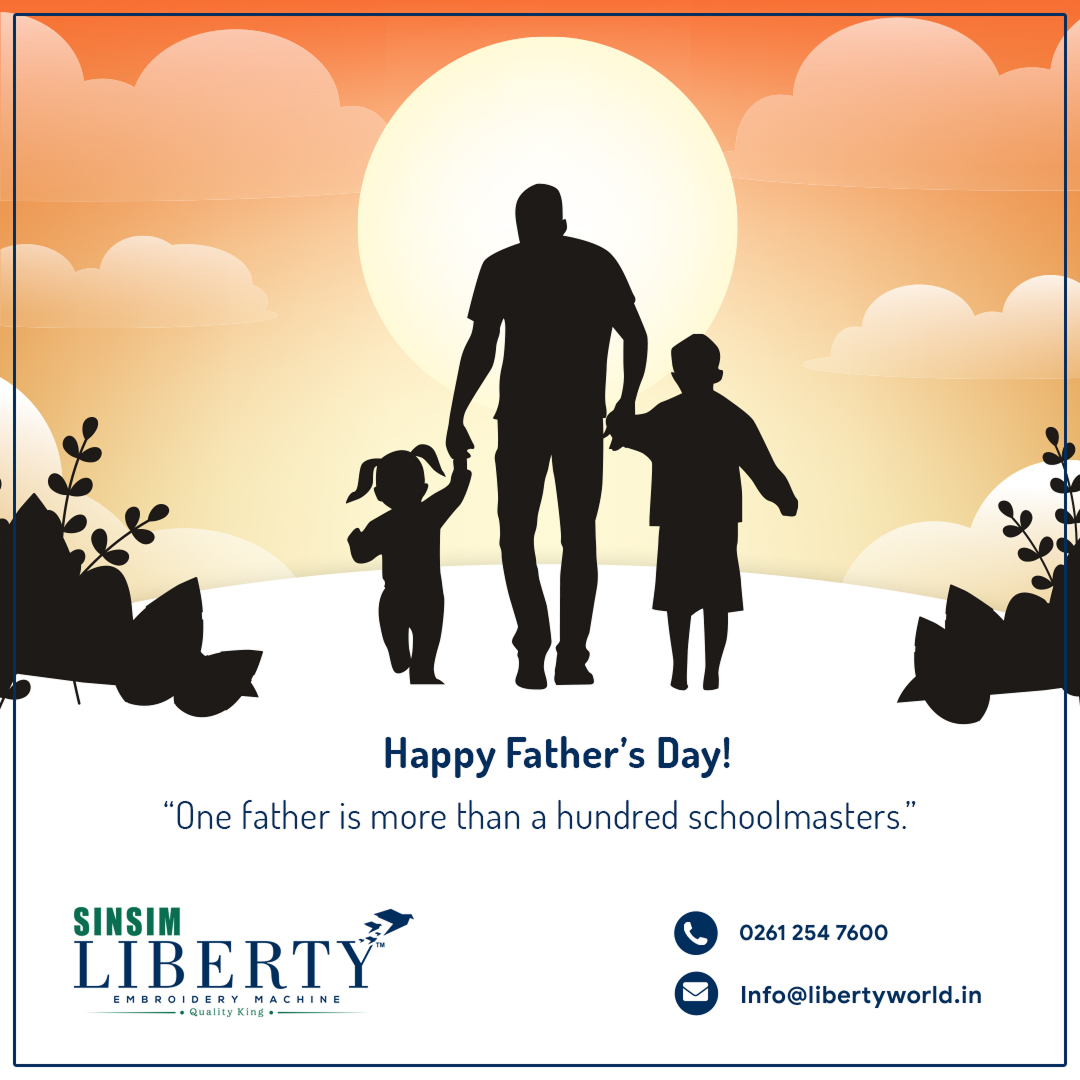 Happy Father’s Day!
“One father is more than a hundred schoolmasters.”
SINSIM
LIBERTY™
EMBROIDERY MACHINE
• Quality King •
0261 254 7600
Info@libertyworld.in